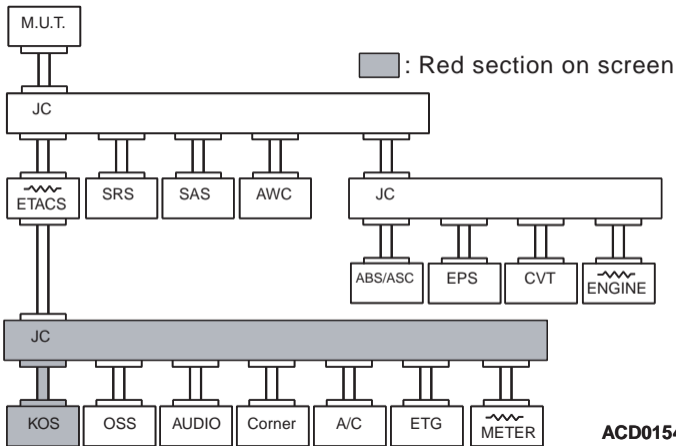 M.U.T.
: Red section on screen
JC
ETACS
SRS
SAS
AWC
JC
ABS/ASC
EPS
CVT
ENGINE
JC
KOS
OSS
AUDIO
Corner
A/C
ETG
METER